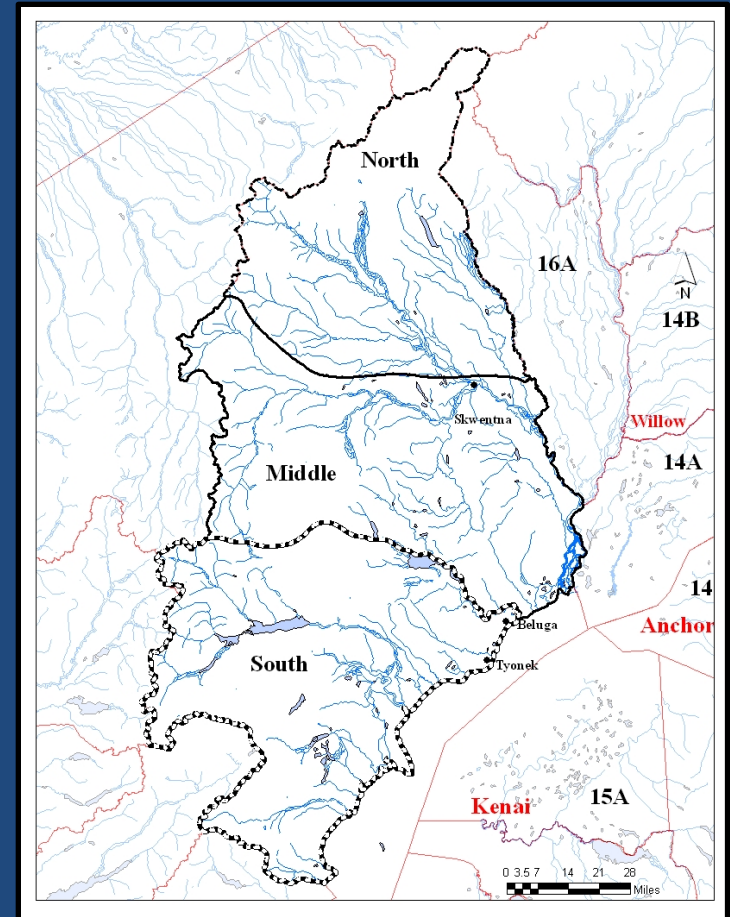 North
16A
N
14B
Skwentna
Willow
14A
Middle
14
Beluga
Anchor
South
Tyonek
15A
Kenai
0 3.5 7 14 21 28
Miles